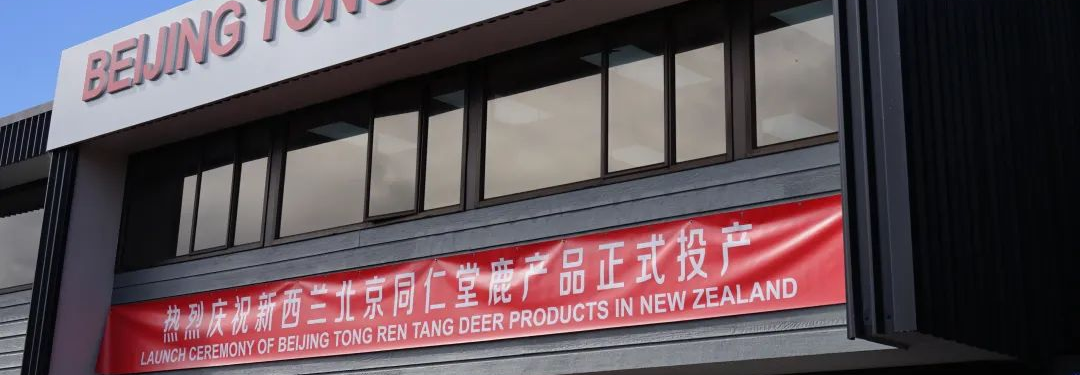 BEIJING TONG
热烈庆祝新西兰北京同仁堂鹿产品正式投产
LAUNCH CEREMONY OF BEIJING TONG REN TANG DEER PRODUCTS IN NEW ZEALAND